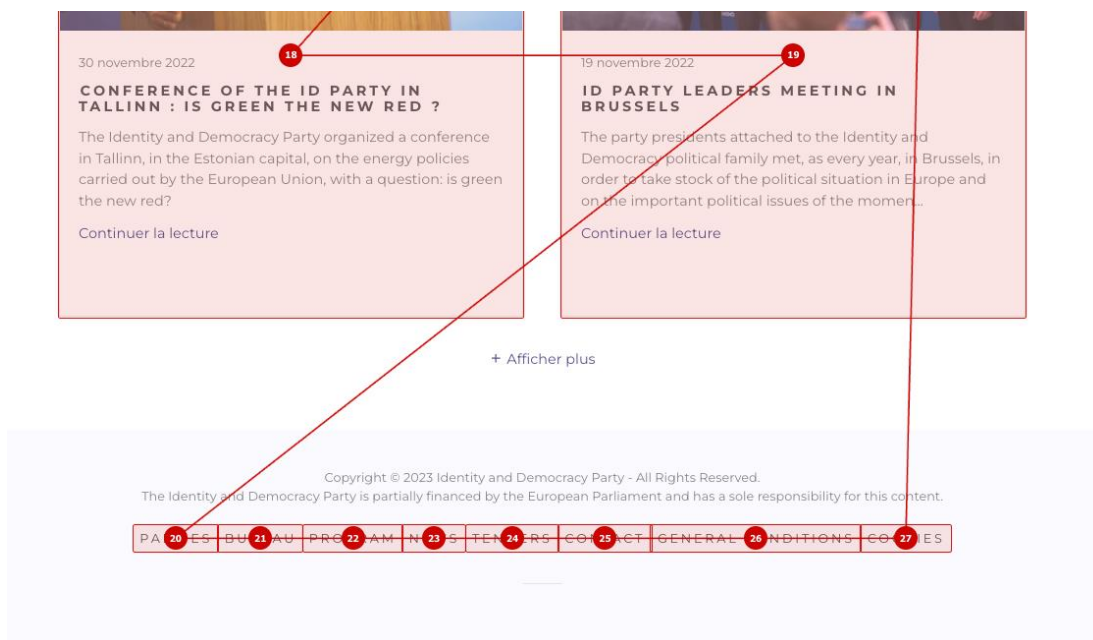 18
30 novembre 2022
CONFERENCE OF THE ID PARTY IN
TALLINN : IS GREEN THE NEW RED ?
The Identity and Democracy Party organized a conference
in Tallinn, in the Estonian capital, on the energy policies
carried out by the European Union, with a question: is green
the new red?
Continuer la lecture
19
19 novembre 2022
ID PARTY LEADERS MEETING IN
BRUSSELS
The party presidents attached to the Identity and
Democracy political family met, as every year, in Brussels, in
order to take stock of the political situation in Europe and
on the important political issues of the momen...
Continuer la lecture
+ Afficher plus
Copyright © 2023 Identity and Democracy Party - All Rights Reserved.
The Identity and Democracy Party is partially financed by the European Parliament and has a sole responsibility for this content.
20 21 22 23 24 25 GENERAL 26 27